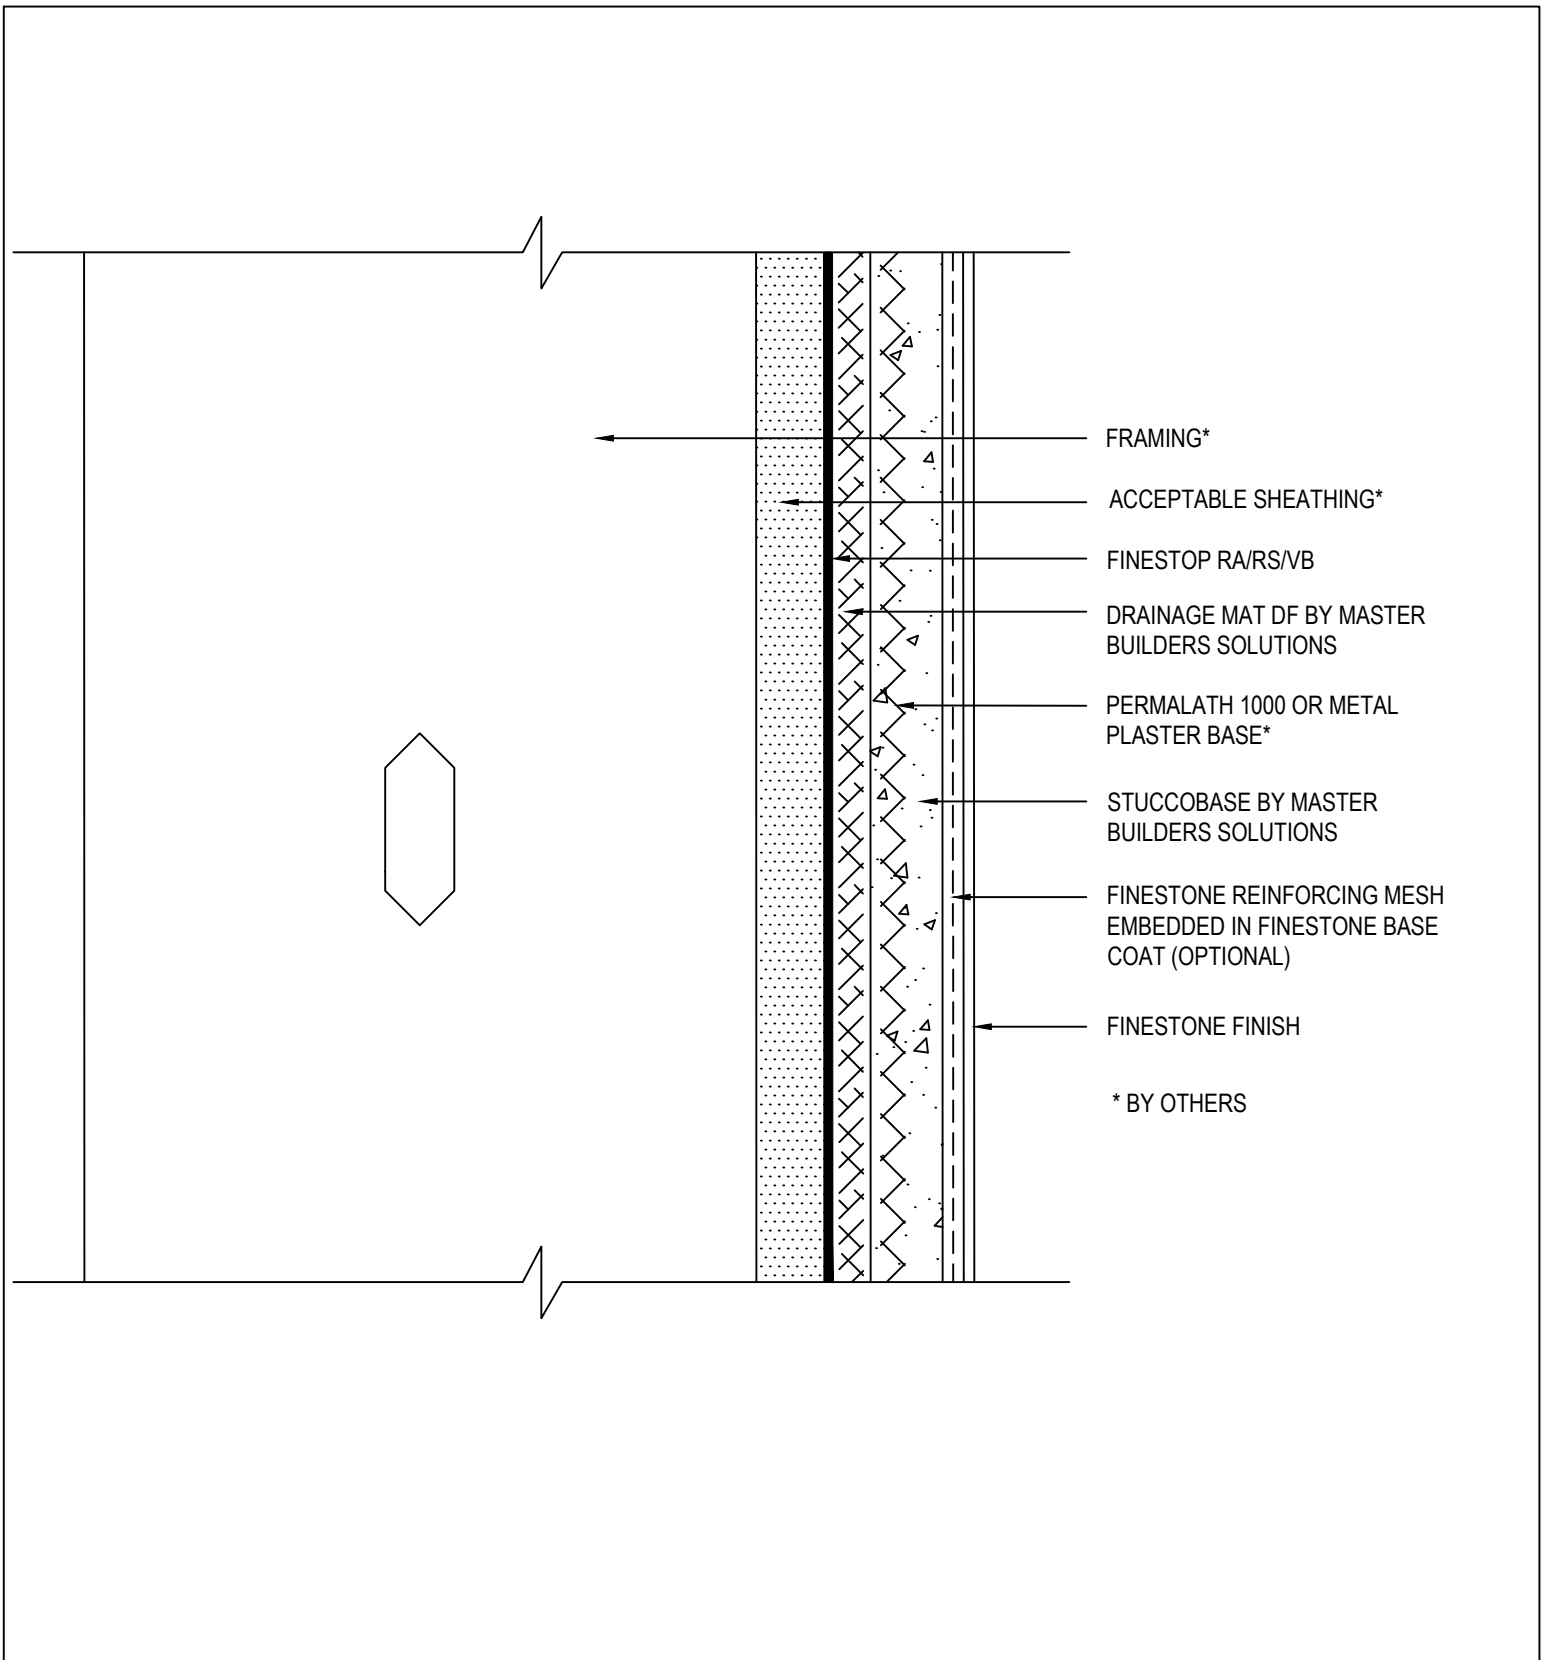 FRAMING*
ACCEPTABLE SHEATHING*
FINESTOP RA/RS/VB
DRAINAGE MAT DF BY MASTER
BUILDERS SOLUTIONS
PERMALATH 1000 OR METAL
PLASTER BASE*
STUCCOBASE BY MASTER
BUILDERS SOLUTIONS
FINESTONE REINFORCING MESH
EMBEDDED IN FINESTONE BASE
COAT (OPTIONAL)
FINESTONE FINISH
* BY OTHERS